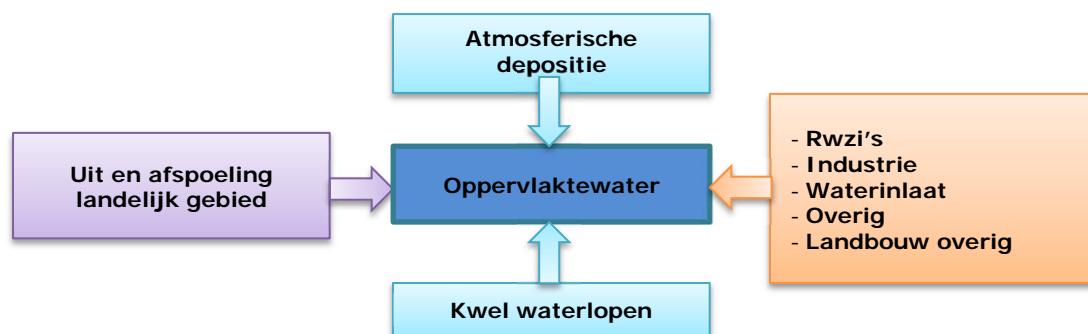 Atmosferische
depositie
Uit en afspoeling
landelijk gebied
Oppervlaktewater
- Rwzi's
- Industrie
- Waterinlaat
- Overig
- Landbouw overig
Kwel waterlopen